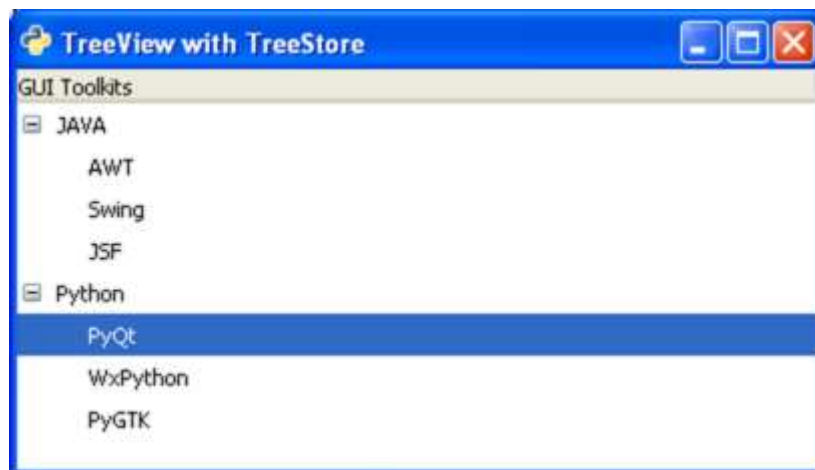 TreeView with TreeStore
GUI Toolkits
JAVA
AWT
Swing
JSF
Python
PyQt
WxPython
PyGTK